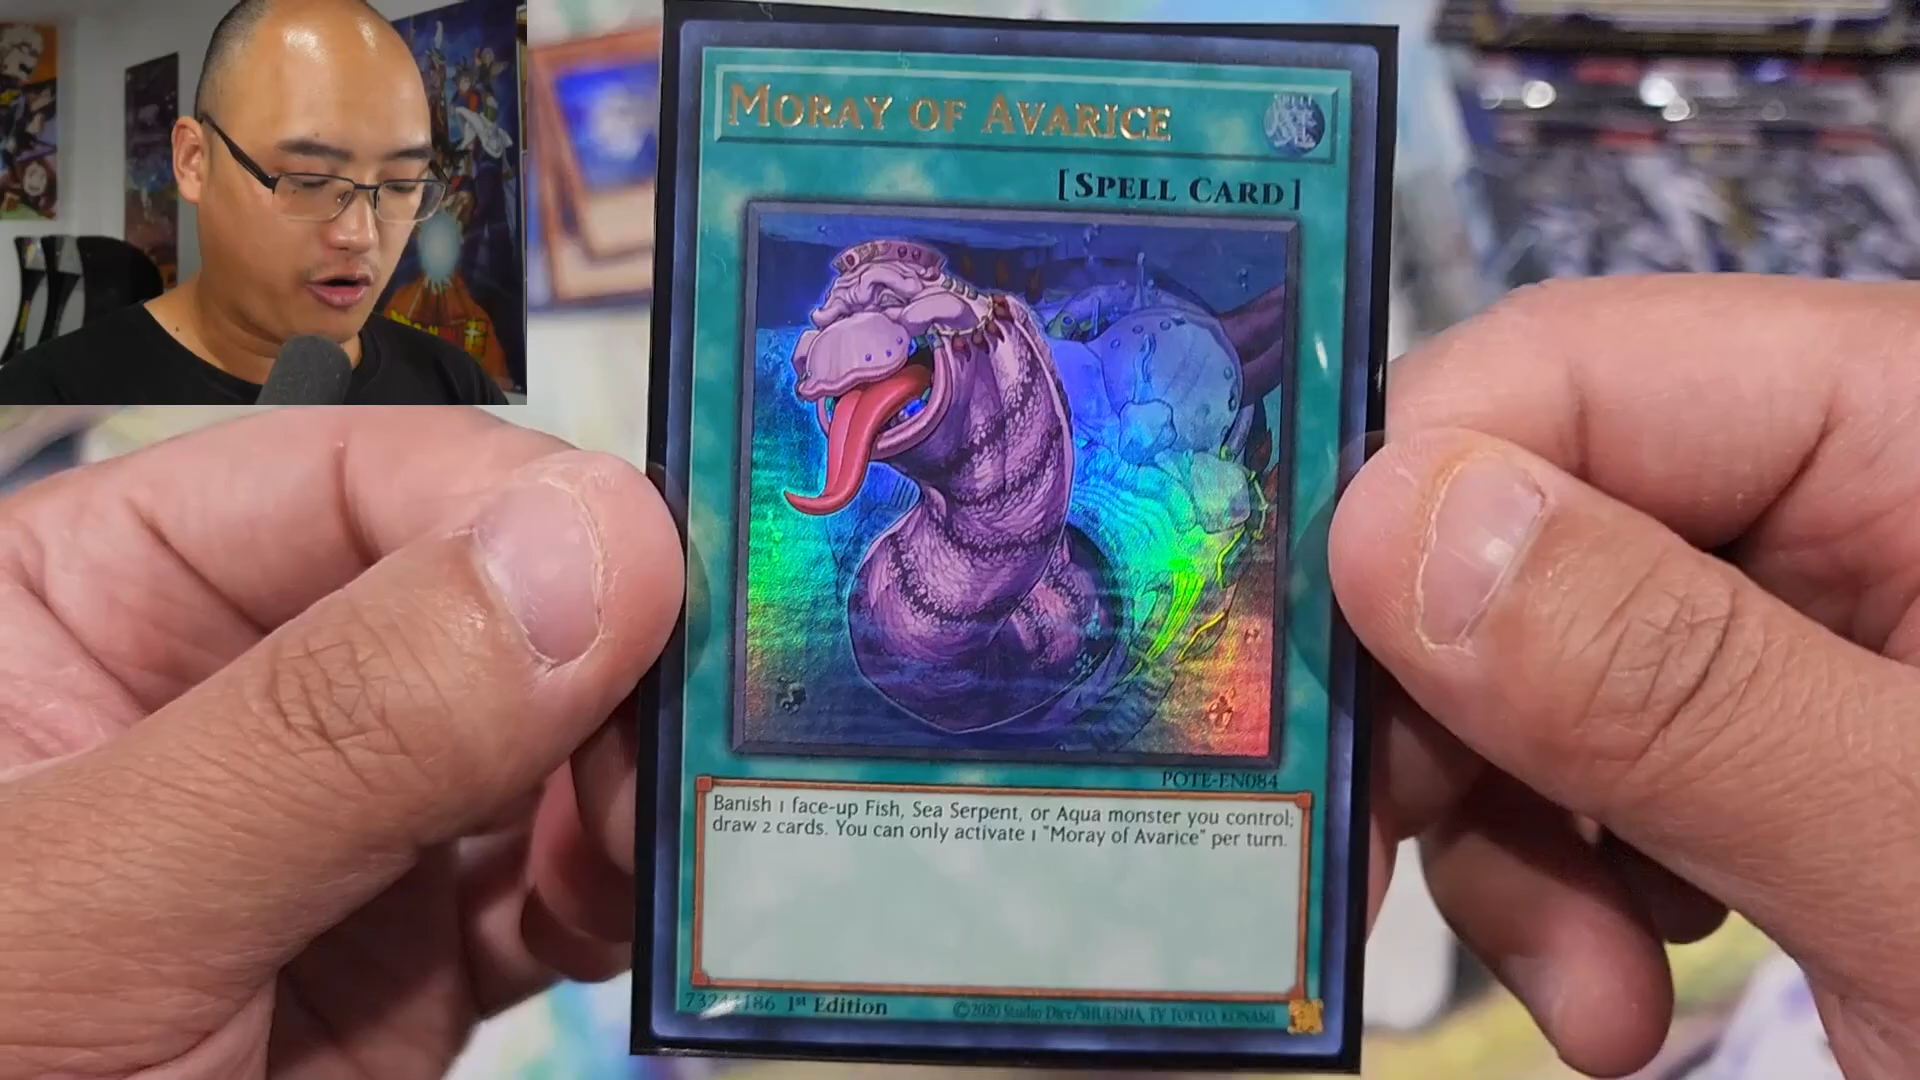 MORAY OF AVARICE
SPELL
[SPELL CARD]
POTE-EN084
Banish 1 face-up Fish, Sea Serpent, or Aqua monster you control;
draw 2 cards. You can only activate 1 "Moray of Avarice" per turn.
1st Edition
©2020 Studio Dice/SHUEISHA, TV TOKYO, KONAMI